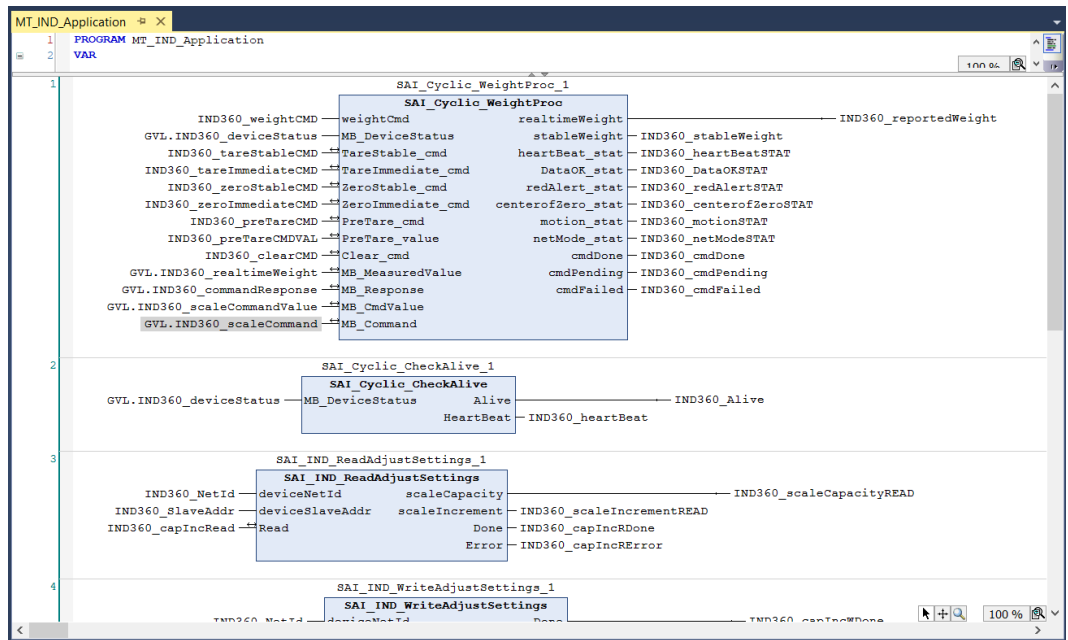 MT_IND_Application
1 PROGRAM MT_IND_Application
2 VAR
100 %
1
SAI_Cyclic_WeightProc_1
SAI_Cyclic_WeightProc
IND360_weightCMD weightCmd realtimeWeight IND360_reportedWeight
GVL.IND360_deviceStatus MB_DeviceStatus stableWeight IND360_stableWeight
IND360_tareStableCMD TareStable_cmd heartBeat_stat IND360_heartBeatSTAT
IND360_tareImmediateCMD TareImmediate_cmd DataOK_stat IND360_DataOKSTAT
IND360_zeroStableCMD ZeroStable_cmd redAlert_stat IND360_redAlertSTAT
IND360_zeroImmediateCMD ZeroImmediate_cmd centerofZero_stat IND360_centerofZeroSTAT
IND360_preTareCMD PreTare_cmd motion_stat IND360_motionSTAT
IND360_preTareCMDVAL PreTare_value netMode_stat IND360_netModeSTAT
IND360_clearCMD Clear_cmd cmdDone IND360_cmdDone
GVL.IND360_realtimeWeight MB_MeasuredValue cmdPending IND360_cmdPending
GVL.IND360_commandResponse MB_Response cmdFailed IND360_cmdFailed
GVL.IND360_scaleCommandValue MB_CmdValue
GVL.IND360_scaleCommand MB_Command
2
SAI_Cyclic_CheckAlive_1
SAI_Cyclic_CheckAlive
GVL.IND360_deviceStatus MB_DeviceStatus Alive IND360_Alive
HeartBeat IND360_heartBeat
3
SAI_IND_ReadAdjustSettings_1
SAI_IND_ReadAdjustSettings
IND360_NetId deviceNetId scaleCapacity IND360_scaleCapacityREAD
IND360_SlaveAddr deviceSlaveAddr scaleIncrement IND360_scaleIncrementREAD
IND360_capIncRead Read Done IND360_capIncRDone
Error IND360_capIncRError
4
SAI_IND_WriteAdjustSettings_1
SAI_IND_WriteAdjustSettings
IND360_NetId deviceNetId Done IND360_capIncWDone
100 %